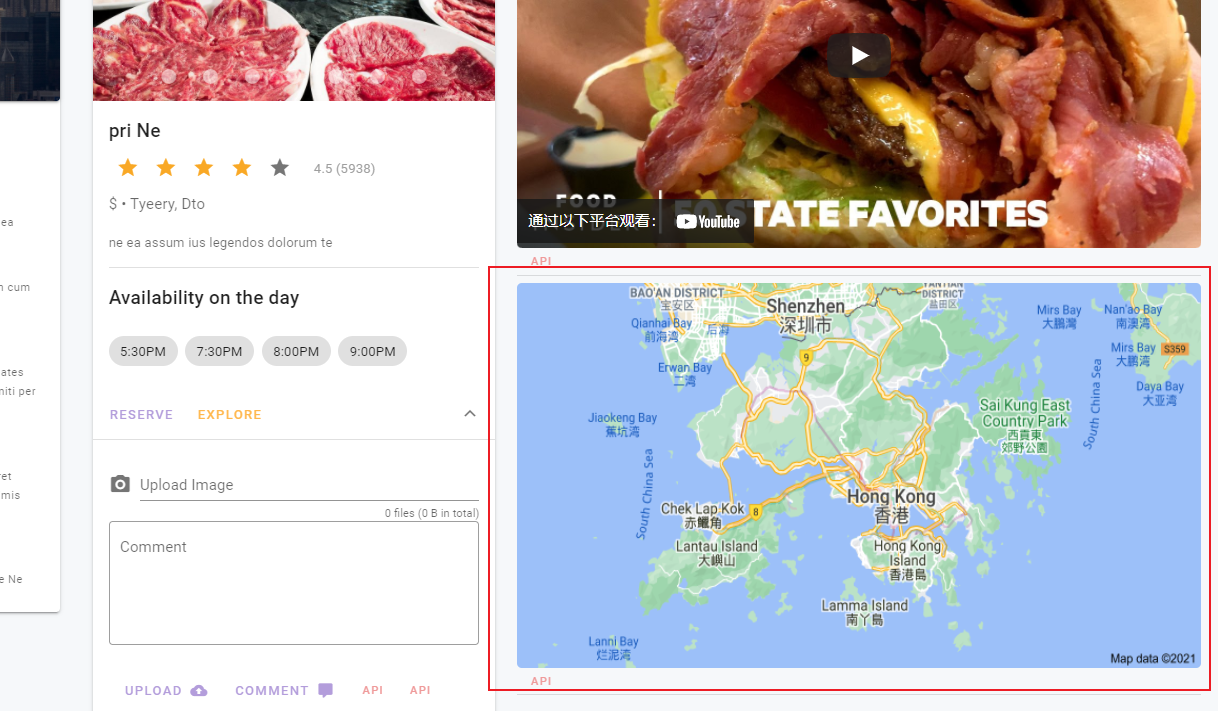 ea
n cum
ates
niti per
ret
mis
e Ne
pri Ne
4.5 (5938)
$ • Tyeery, Dto
ne ea assum ius legendos dolorum te
Availability on the day
5:30PM 7:30PM 8:00PM 9:00PM
RESERVE EXPLORE
Upload Image
0 files (0 B in total)
Comment
UPLOAD COMMENT API API
FOOD
STATE FAVORITES
通过以下平台观看：
YouTube
API
BAO'AN DISTRICT
宝安区
Shenzhen
深圳市
YANTIAN
DISTRICT
盐田区
Qianhai Bay
前海湾
后海
Mirs Bay
大鵬灣
Nan'ao Bay
南澳湾
Mirs Bay
大鹏湾
S359
9
Erwan Bay
二湾
Daya Bay
大亚湾
South China Sea
Jiaokeng Bay
蕉坑湾
Sai Kung East
Country Park
西貢東
郊野公園
South China Sea
Hong Kong
香港
Chek Lap Kok
赤鱲角
8
Lantau Island
大嶼山
Hong Kong
Island
香港島
Lamma Island
南丫島
Lanni Bay
烂泥湾
Map data ©2021
API